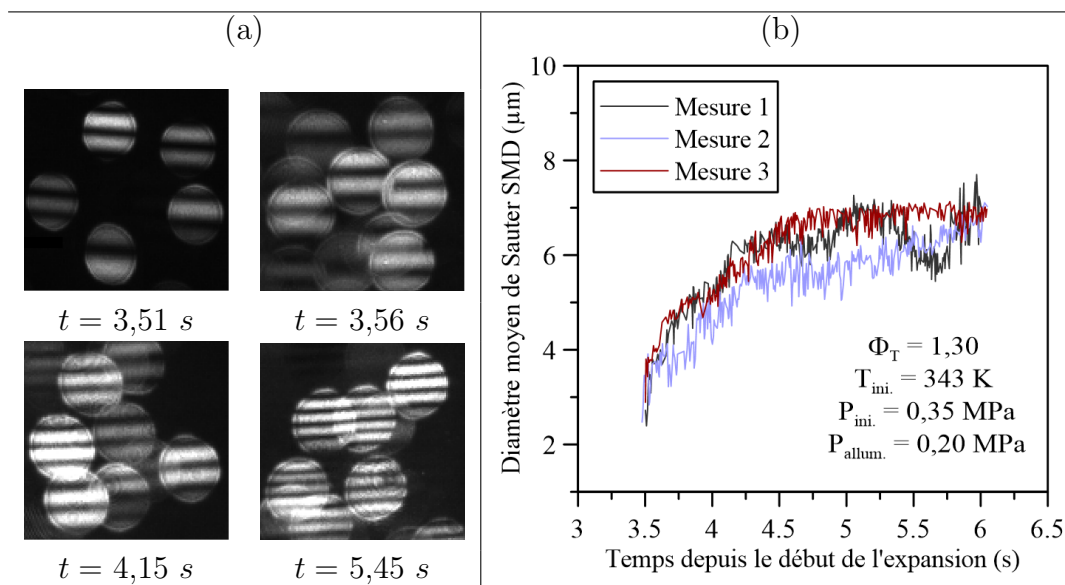 (a)
t = 3,51 s
t = 3,56 s
t = 4,15 s
t = 5,45 s
(b)
Diamètre moyen de Sauter SMD (µm)
10
8
6
4
2
Mesure 1
Mesure 2
Mesure 3
Φ_T = 1,30
T_ini. = 343 K
P_ini. = 0,35 MPa
P_allum. = 0,20 MPa
3 3.5 4 4.5 5 5.5 6 6.5
Temps depuis le début de l'expansion (s)